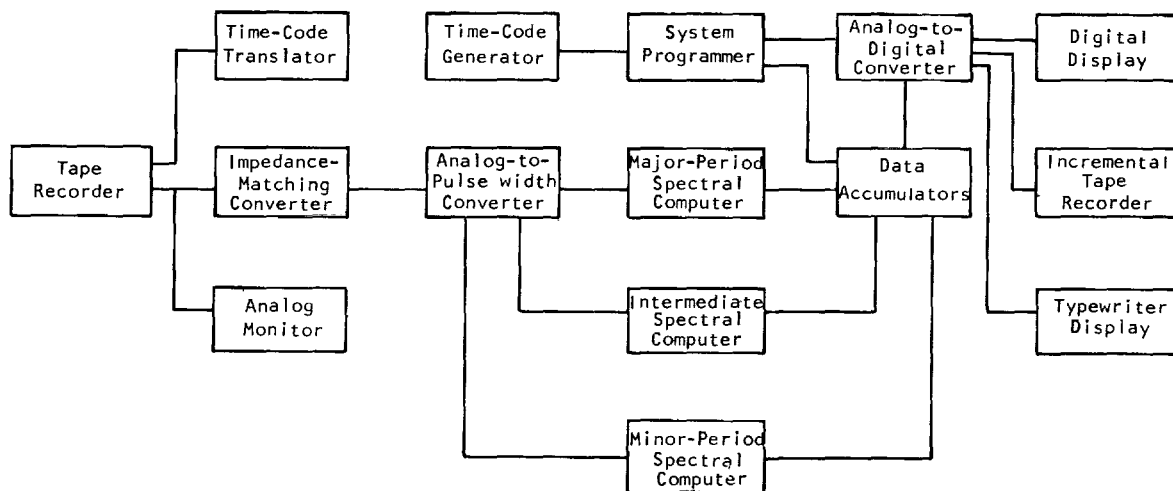 Time-Code
Translator
Time-Code
Generator
System
Programmer
Analog-to-
Digital
Converter
Digital
Display
Tape
Recorder
Impedance-
Matching
Converter
Analog-to-
Pulse width
Converter
Major-Period
Spectral
Computer
Data
Accumulators
Incremental
Tape
Recorder
Analog
Monitor
Intermediate
Spectral
Computer
Typewriter
Display
Minor-Period
Spectral
Computer